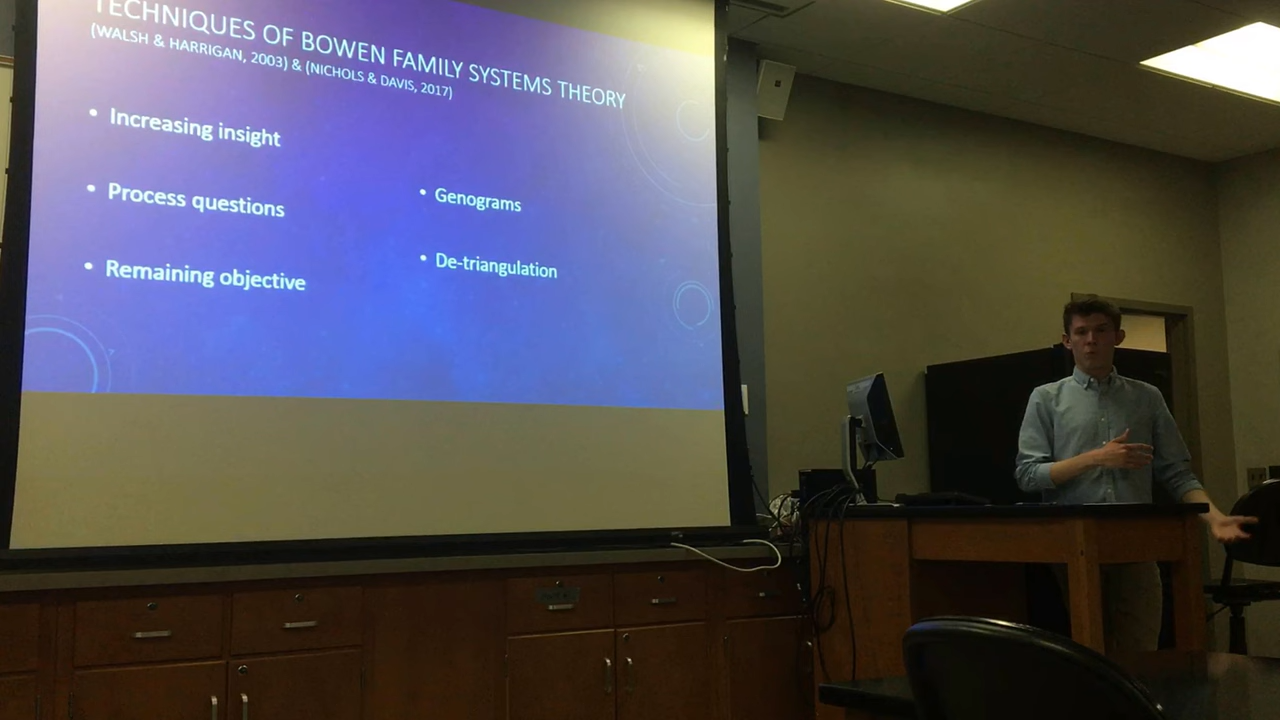 TECHNIQUES OF BOWEN FAMILY SYSTEMS THEORY
(WALSH & HARRIGAN, 2003) & (NICHOLS & DAVIS, 2017)
• Increasing insight
• Process questions
• Remaining objective
• Genograms
• De-triangulation